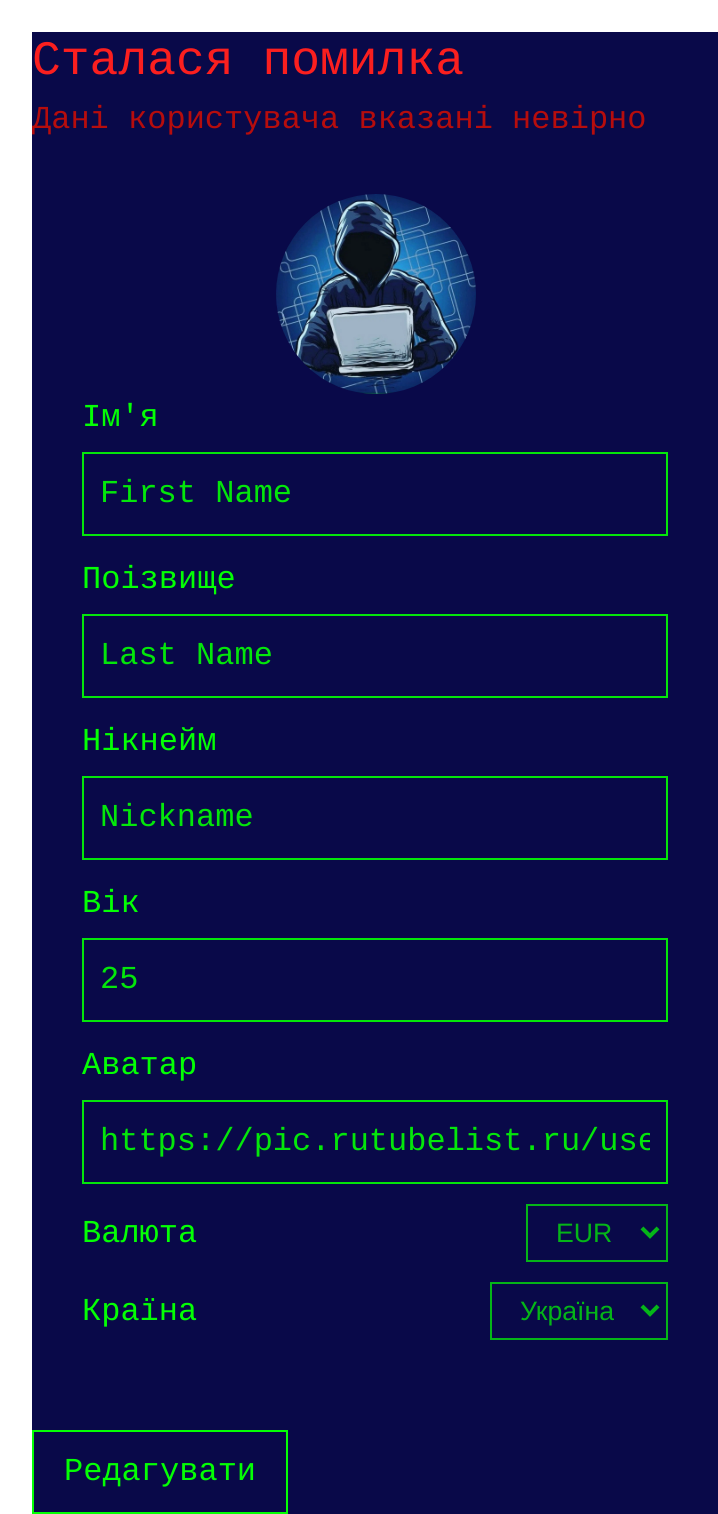 Сталася помилка
Дані користувача вказані невірно
Ім'я
First Name
Поізвище
Last Name
Нікнейм
Nickname
Вік
25
Аватар
https://pic.rutubelist.ru/use
Валюта
EUR
Країна
Україна
Редагувати